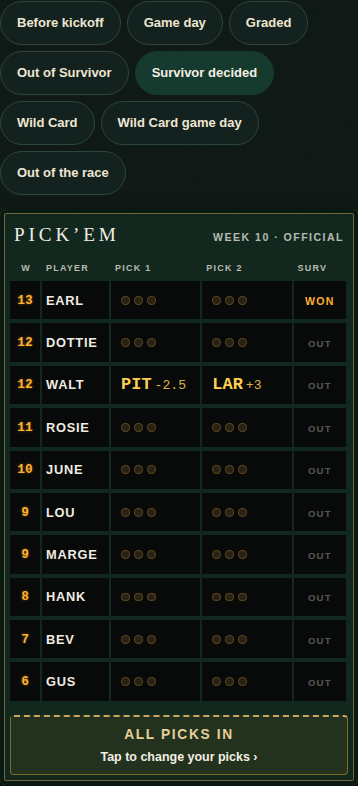 Before kickoff Game day Graded
Out of Survivor Survivor decided
Wild Card Wild Card game day
Out of the race
PICK’EM WEEK 10 · OFFICIAL
W PLAYER PICK 1 PICK 2 SURV
13 EARL WON
12 DOTTIE OUT
12 WALT PIT -2.5 LAR +3 OUT
11 ROSIE OUT
10 JUNE OUT
9 LOU OUT
9 MARGE OUT
8 HANK OUT
7 BEV OUT
6 GUS OUT
ALL PICKS IN
Tap to change your picks ›